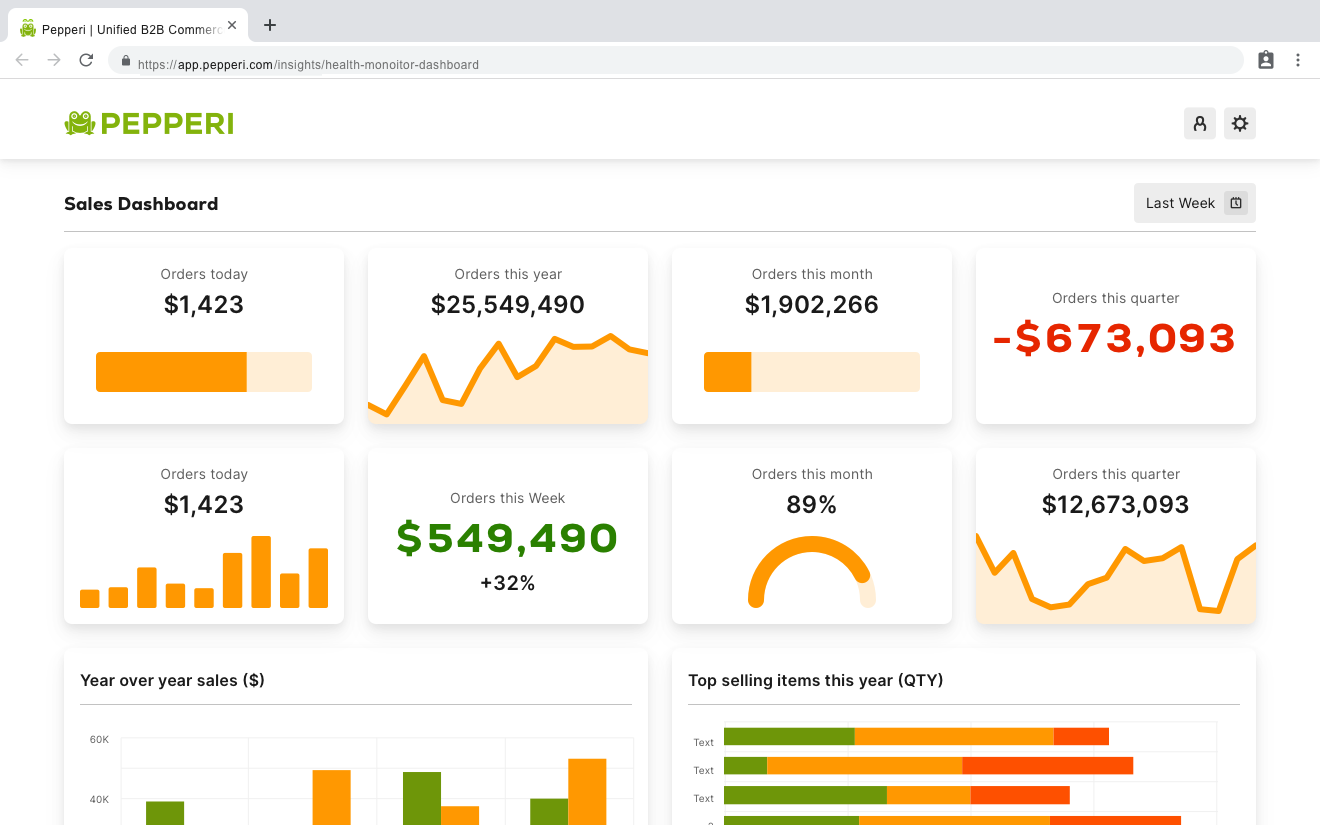 Pepperi | Unified B2B Commerc
https://app.pepperi.com/insights/health-monoitor-dashboard
PEPPERI
Sales Dashboard
Last Week
Orders today
$1,423
Orders this year
$25,549,490
Orders this month
$1,902,266
Orders this quarter
-$673,093
Orders today
$1,423
Orders this Week
$549,490
+32%
Orders this month
89%
Orders this quarter
$12,673,093
Year over year sales ($)
60K
40K
Top selling items this year (QTY)
Text
Text
Text